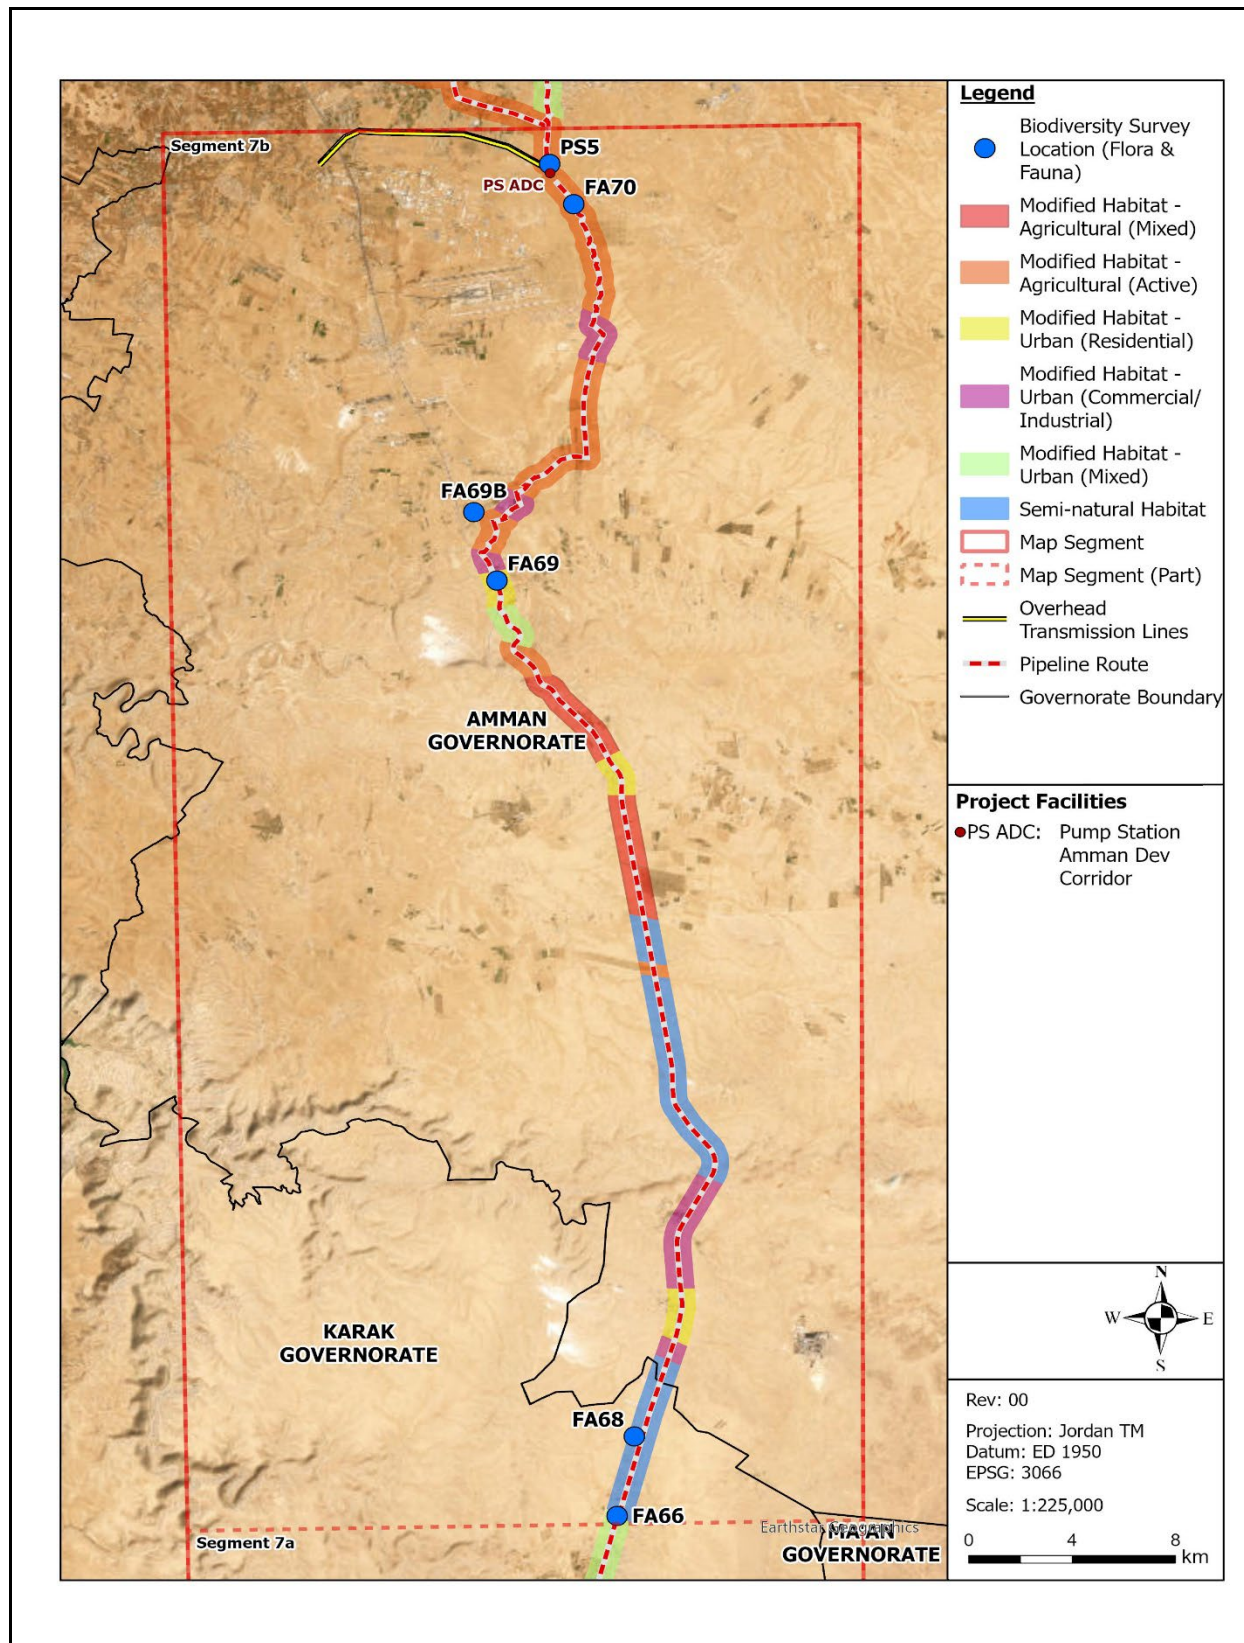 Segment 7b
PS5
PS ADC
FA70
FA69B
FA69
AMMAN
GOVERNORATE
KARAK
GOVERNORATE
FA68
FA66
Segment 7a
Earthstar Geographics
MA'AN
GOVERNORATE
Legend
Biodiversity Survey
Location (Flora &
Fauna)
Modified Habitat -
Agricultural (Mixed)
Modified Habitat -
Agricultural (Active)
Modified Habitat -
Urban (Residential)
Modified Habitat -
Urban (Commercial/
Industrial)
Modified Habitat -
Urban (Mixed)
Semi-natural Habitat
Map Segment
Map Segment (Part)
Overhead
Transmission Lines
Pipeline Route
Governorate Boundary
Project Facilities
PS ADC: Pump Station
Amman Dev
Corridor
N
W E
S
Rev: 00
Projection: Jordan TM
Datum: ED 1950
EPSG: 3066
Scale: 1:225,000
0 4 8
km